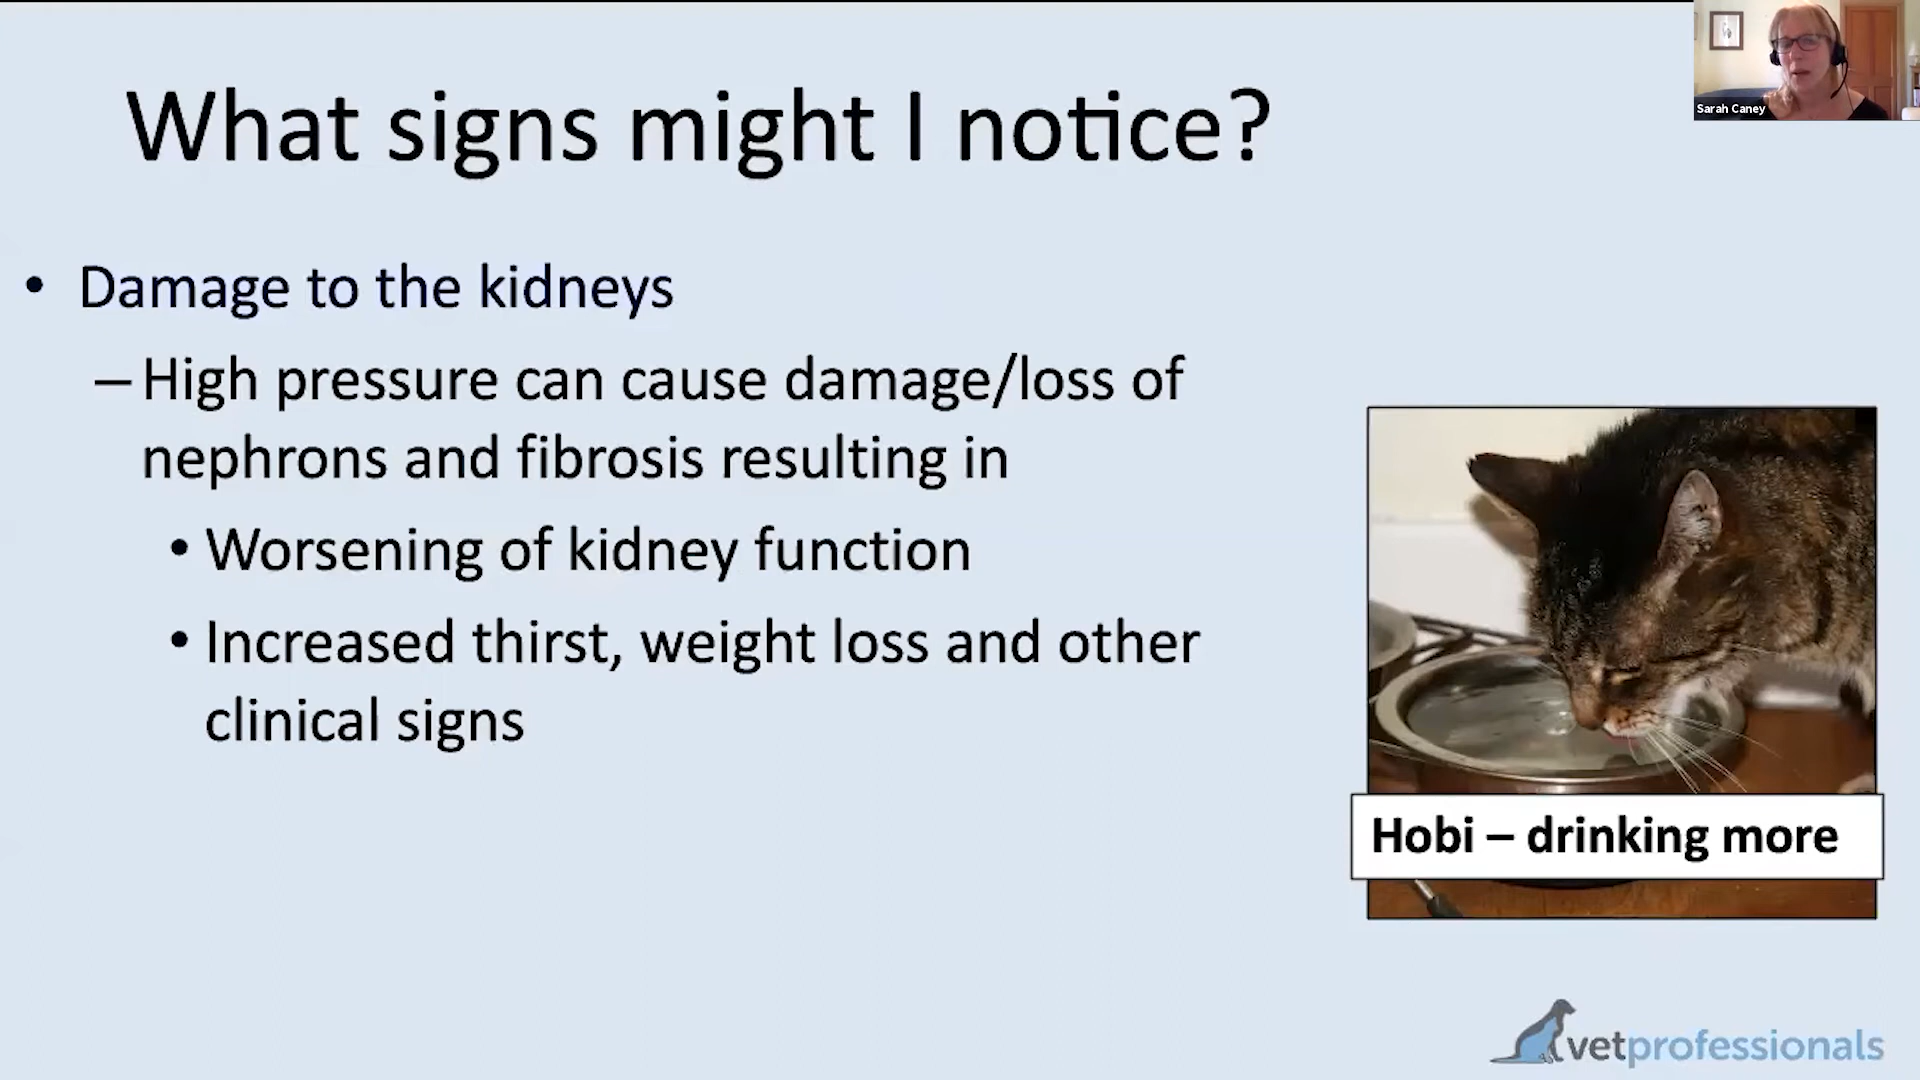 What signs might I notice?
Sarah Caney
• Damage to the kidneys
– High pressure can cause damage/loss of
nephrons and fibrosis resulting in
• Worsening of kidney function
• Increased thirst, weight loss and other
clinical signs
Hobi – drinking more
vetprofessionals